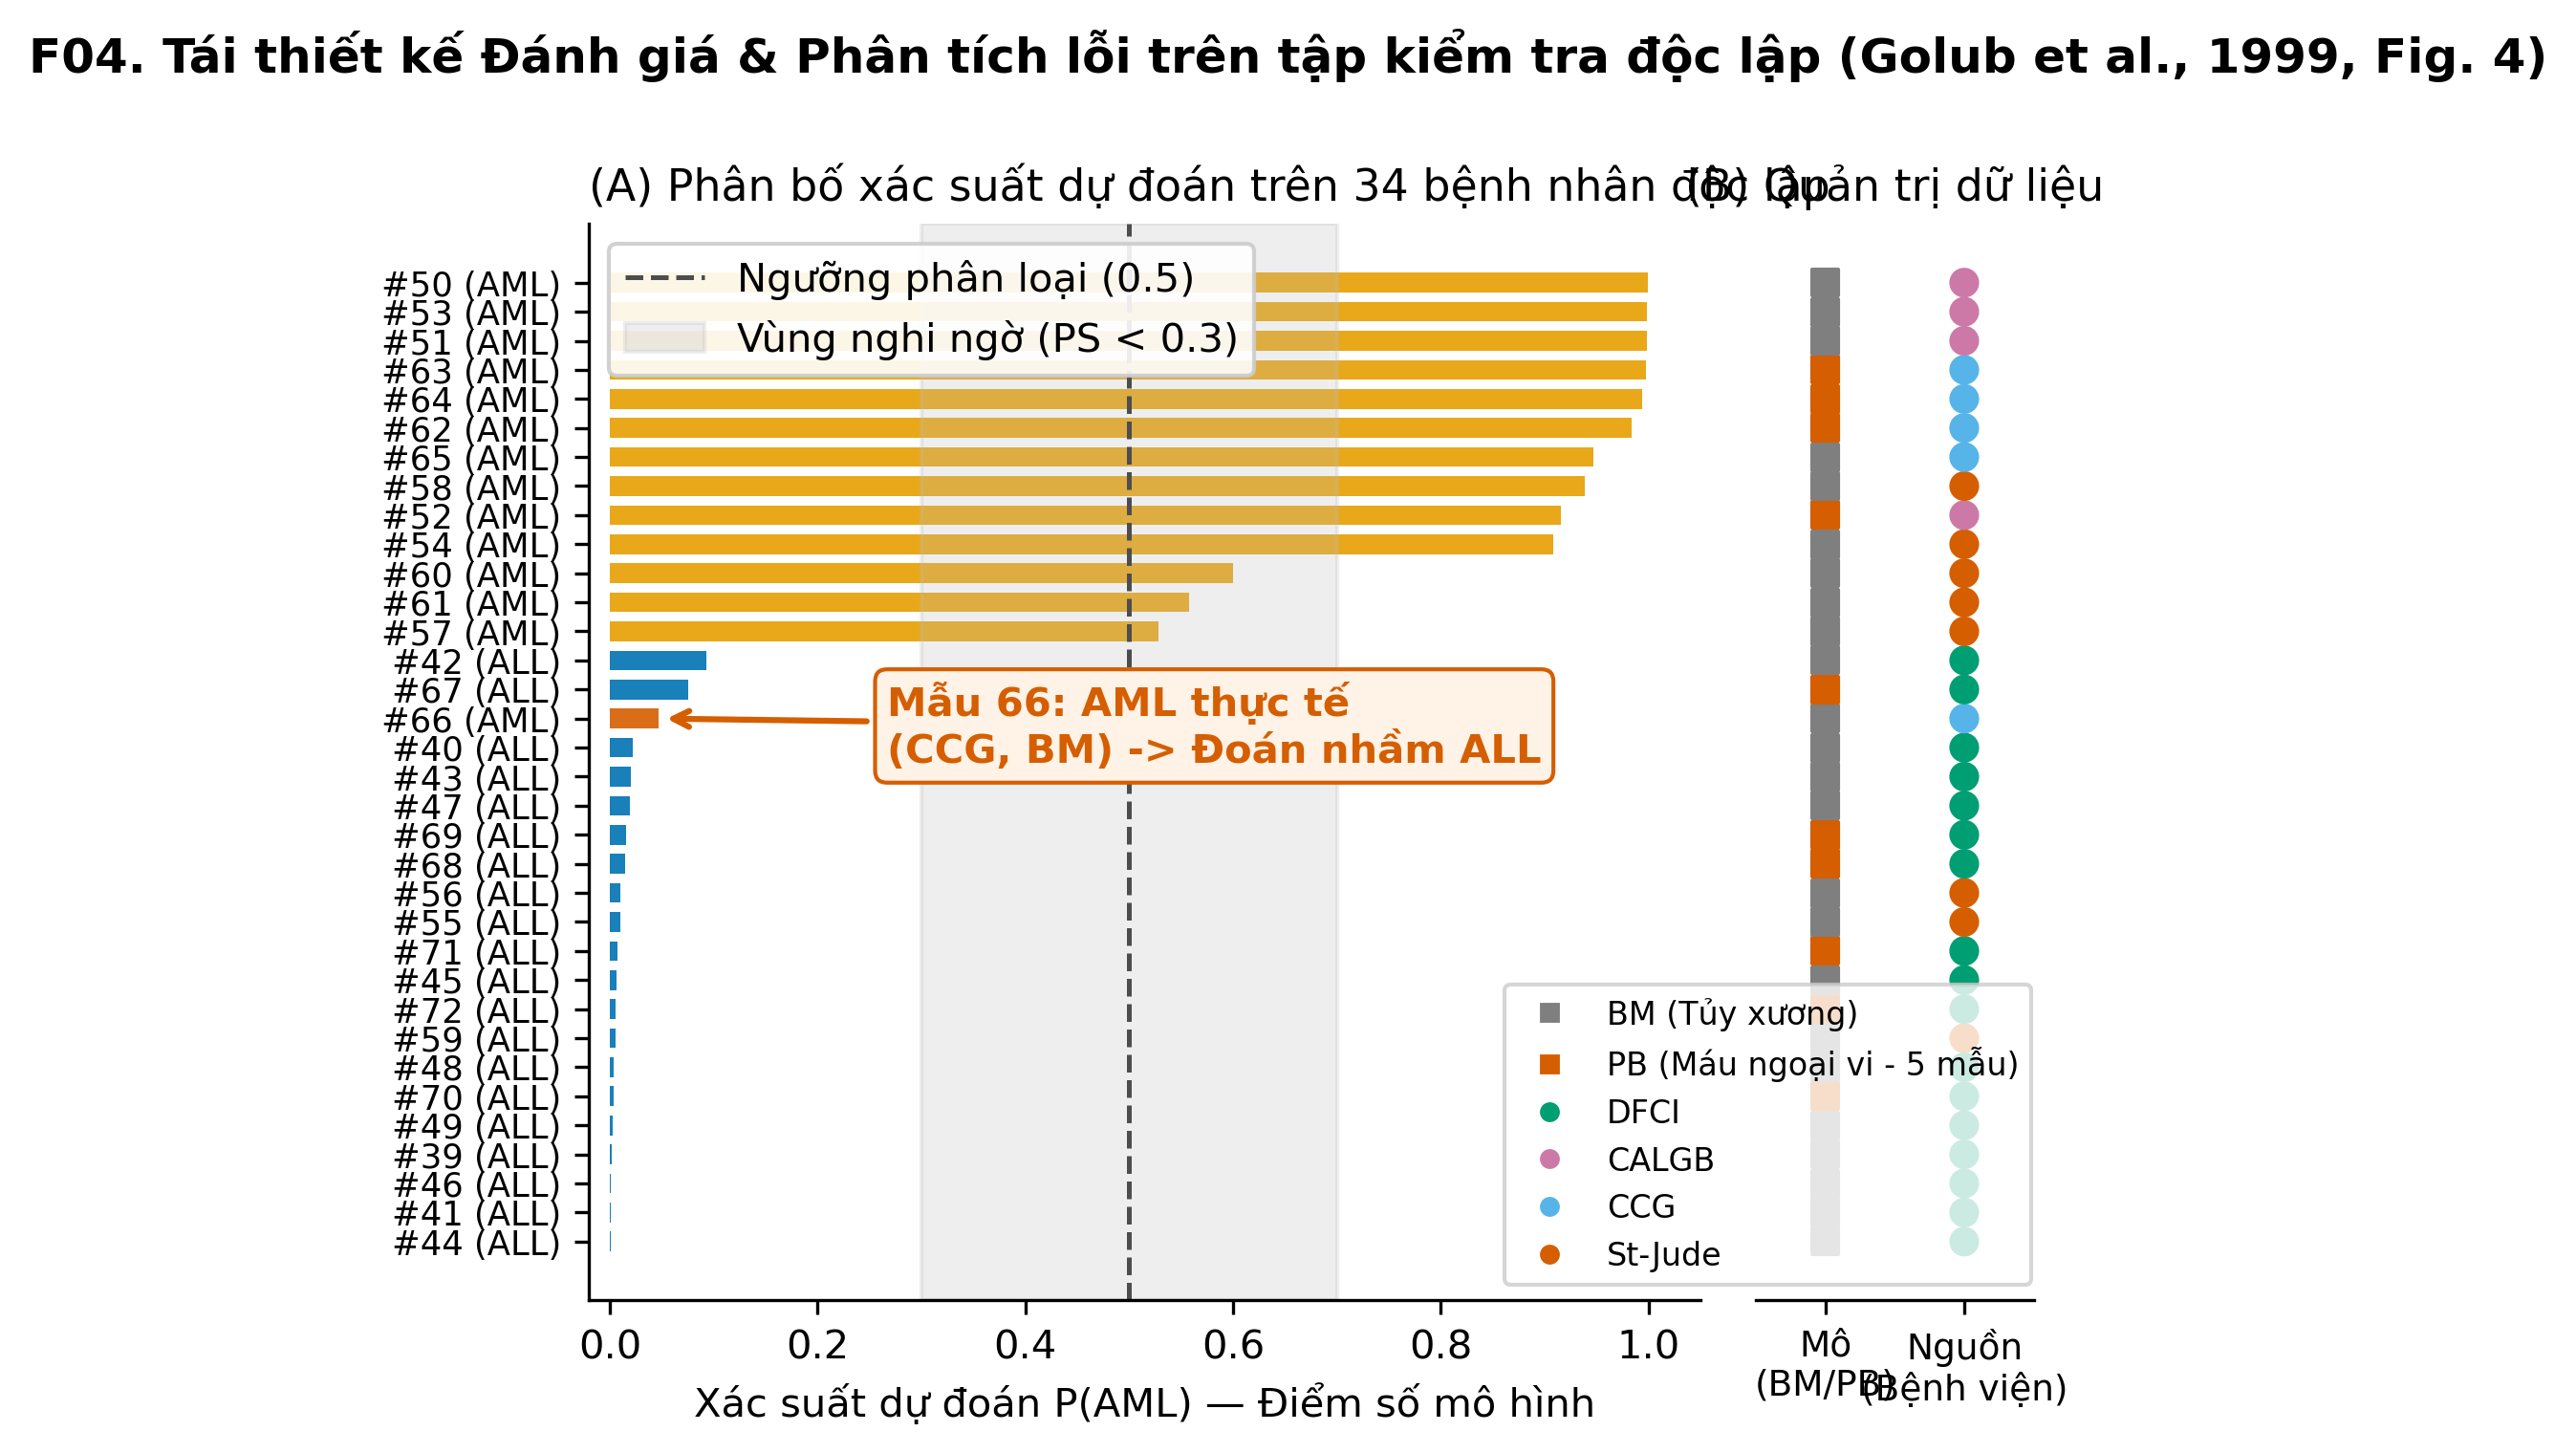 F04. Tái thiết kế Đánh giá & Phân tích lỗi trên tập kiểm tra độc lập (Golub et al., 1999, Fig. 4)
(A) Phân bố xác suất dự đoán trên 34 bệnh nhân độc lập
(B) Quản trị dữ liệu
Ngưỡng phân loại (0.5)
Vùng nghi ngờ (PS < 0.3)
#50 (AML)
#53 (AML)
#51 (AML)
#63 (AML)
#64 (AML)
#62 (AML)
#65 (AML)
#58 (AML)
#52 (AML)
#54 (AML)
#60 (AML)
#61 (AML)
#57 (AML)
#42 (ALL)
#67 (ALL)
#66 (AML)
#40 (ALL)
#43 (ALL)
#47 (ALL)
#69 (ALL)
#68 (ALL)
#56 (ALL)
#55 (ALL)
#71 (ALL)
#45 (ALL)
#72 (ALL)
#59 (ALL)
#48 (ALL)
#70 (ALL)
#49 (ALL)
#39 (ALL)
#46 (ALL)
#41 (ALL)
#44 (ALL)
Mẫu 66: AML thực tế
(CCG, BM) -> Đoán nhầm ALL
BM (Tủy xương)
PB (Máu ngoại vi - 5 mẫu)
DFCI
CALGB
CCG
St-Jude
0.0 0.2 0.4 0.6 0.8 1.0
Xác suất dự đoán P(AML) — Điểm số mô hình
Mô
(BM/PB)
Nguồn
(Bệnh viện)